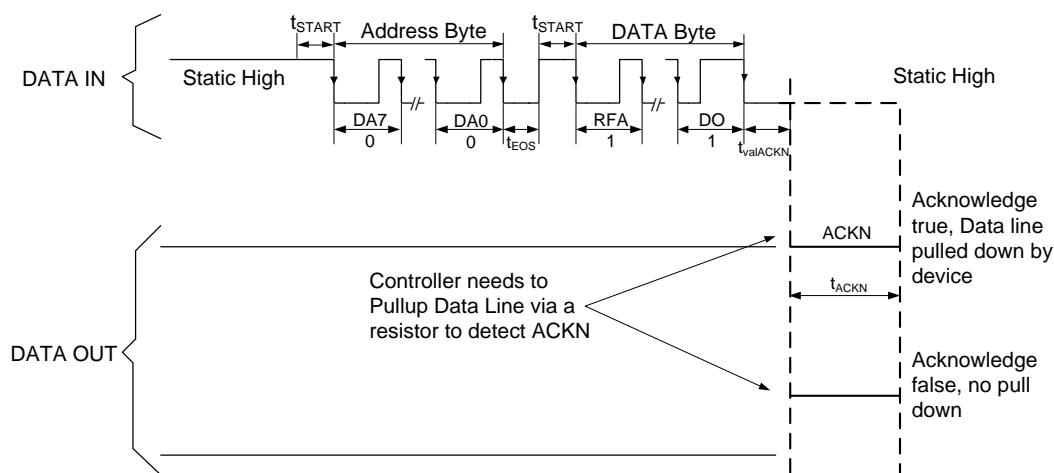 tSTART
Address Byte
tSTART
DATA Byte
DATA IN
Static High
Static High
DA7
0
DA0
0
tEOS
RFA
1
DO
1
tvalACKN
Acknowledge
true, Data line
pulled down by
device
ACKN
tACKN
Controller needs to
Pullup Data Line via a
resistor to detect ACKN
DATA OUT
Acknowledge
false, no pull
down